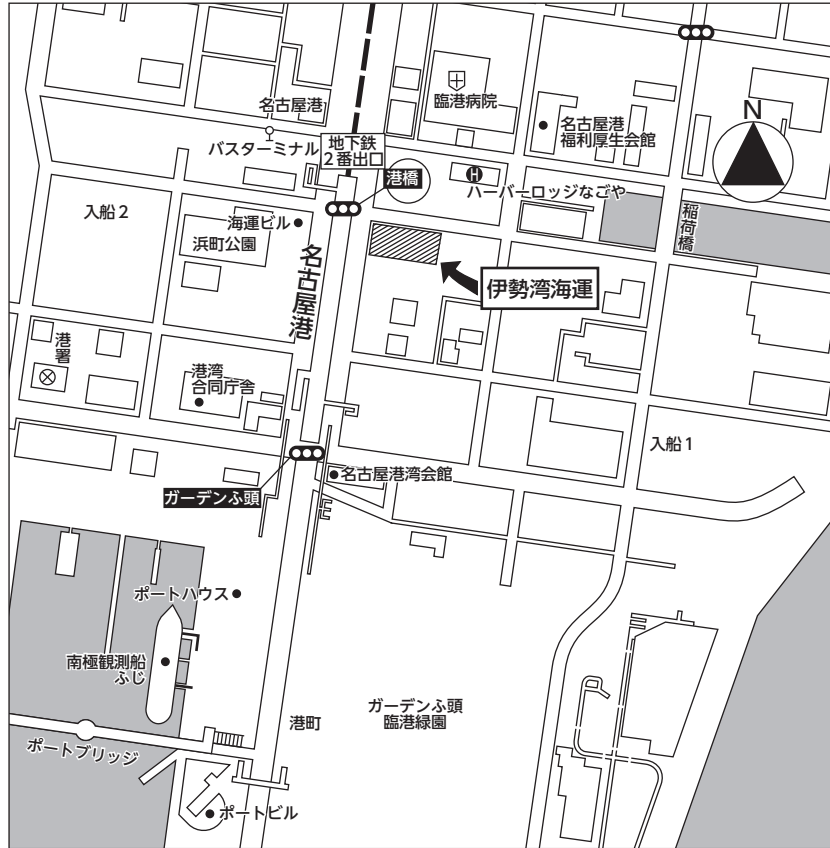 名古屋港
バスターミナル
地下鉄
2番出口
港橋
臨港病院
名古屋港
福利厚生会館
N
H
ハーバーロッジなごや
稲荷橋
入船2
海運ビル
浜町公園
名古屋港
伊勢湾海運
港署
港湾
合同庁舎
入船1
名古屋港湾会館
ガーデンふ頭
ポートハウス
南極観測船
ふじ
港町
ガーデンふ頭
臨港緑園
ポートブリッジ
ポートビル